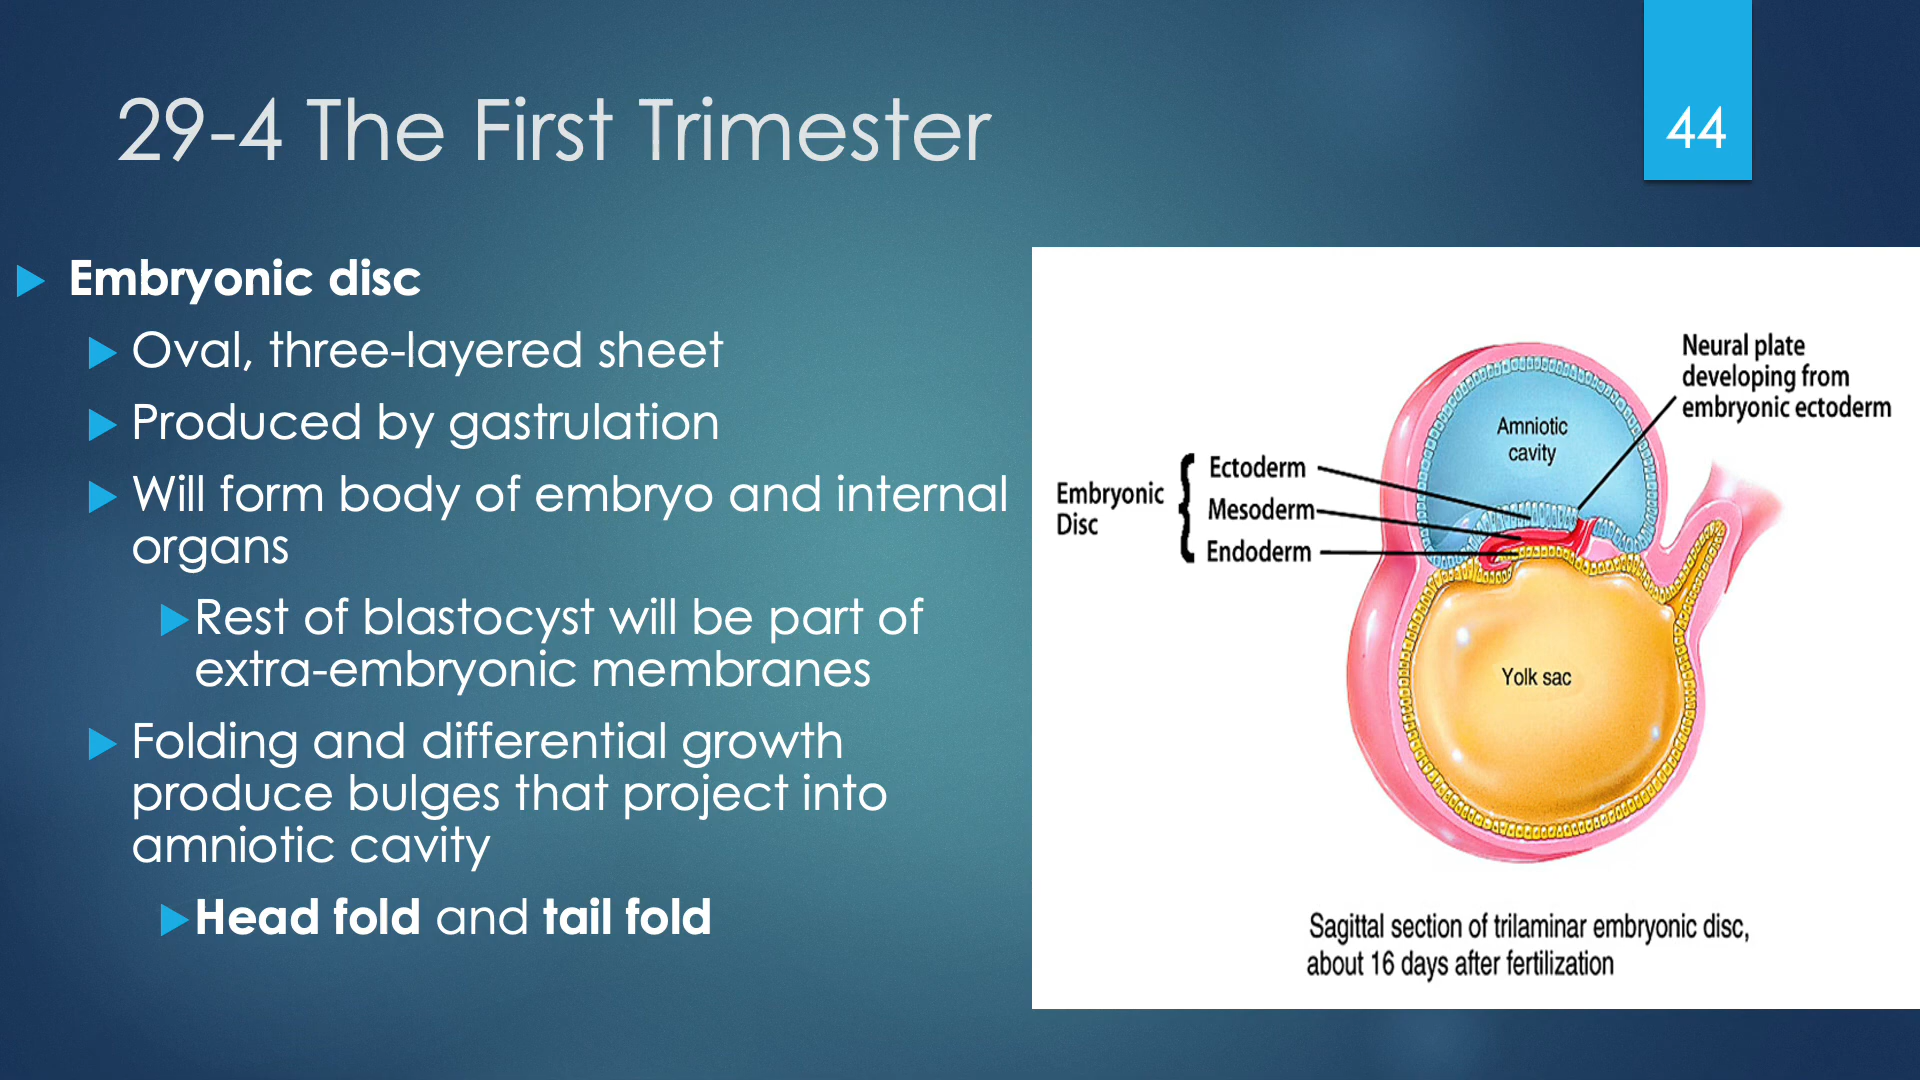 29-4 The First Trimester
44
Embryonic disc
Oval, three-layered sheet
Produced by gastrulation
Will form body of embryo and internal
organs
Rest of blastocyst will be part of
extra-embryonic membranes
Folding and differential growth
produce bulges that project into
amniotic cavity
Head fold and tail fold
Neural plate
developing from
embryonic ectoderm
Amniotic
cavity
Embryonic
Disc
Ectoderm
Mesoderm
Endoderm
Yolk sac
Sagittal section of trilaminar embryonic disc,
about 16 days after fertilization